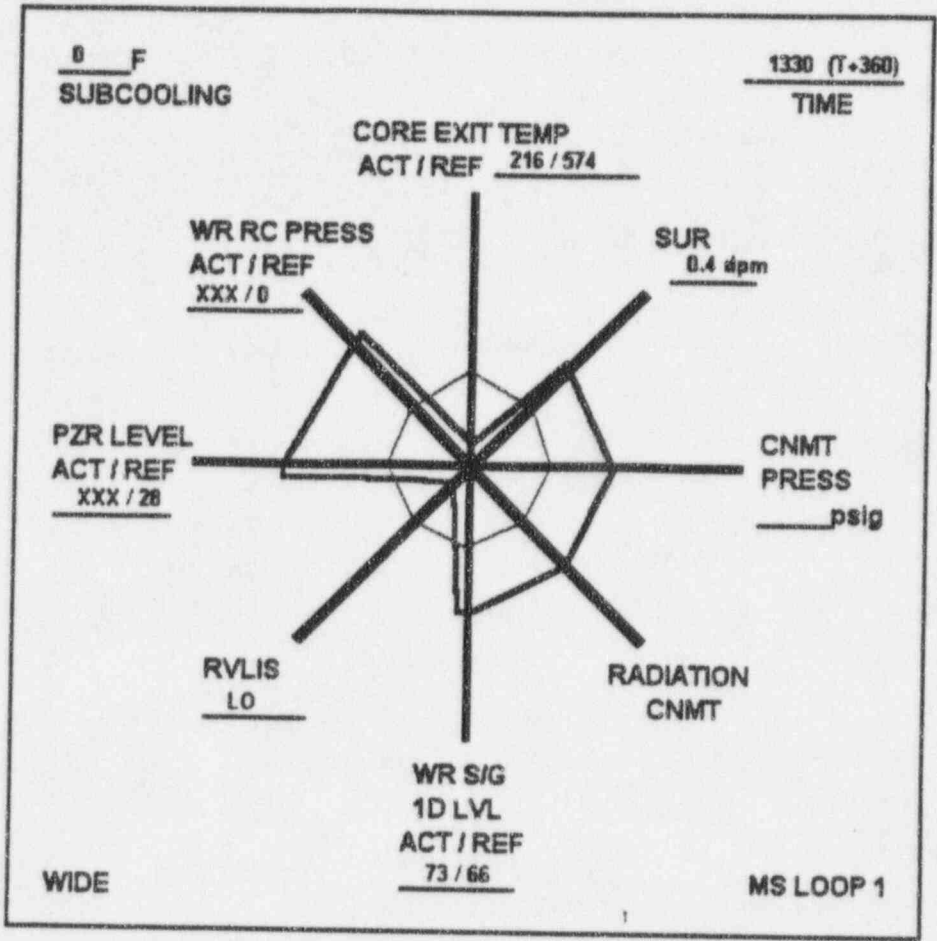 0 F
SUBCOOLING
1330 (T+360)
TIME
CORE EXIT TEMP
ACT / REF 216 / 574
WR RC PRESS
ACT / REF
XXX / 0
SUR
0.4 dpm
PZR LEVEL
ACT / REF
XXX / 28
CNMT
PRESS
____psig
RVLIS
LO
RADIATION
CNMT
WR S/G
1D LVL
ACT / REF
73 / 66
WIDE
MS LOOP 1